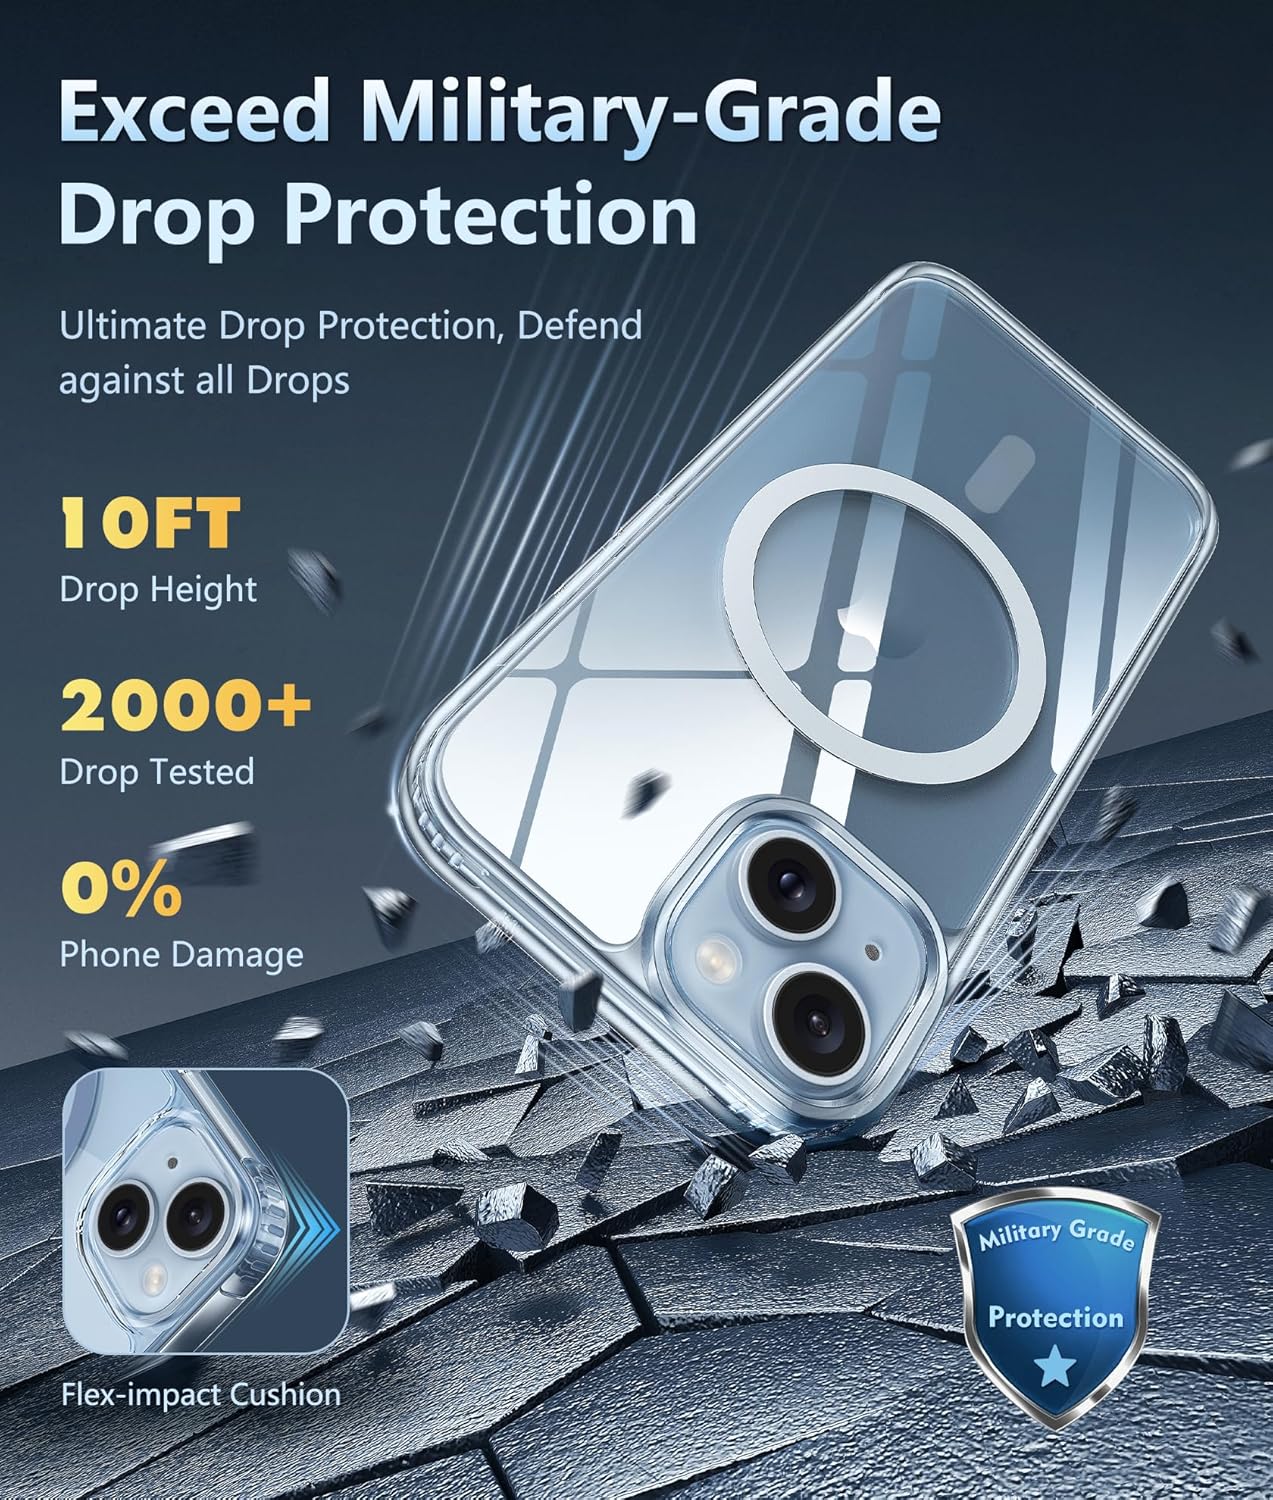 Exceed Military-Grade
Drop Protection
Ultimate Drop Protection, Defend
against all Drops
10FT
Drop Height
2000+
Drop Tested
0%
Phone Damage
Flex-impact Cushion
Military Grade
Protection